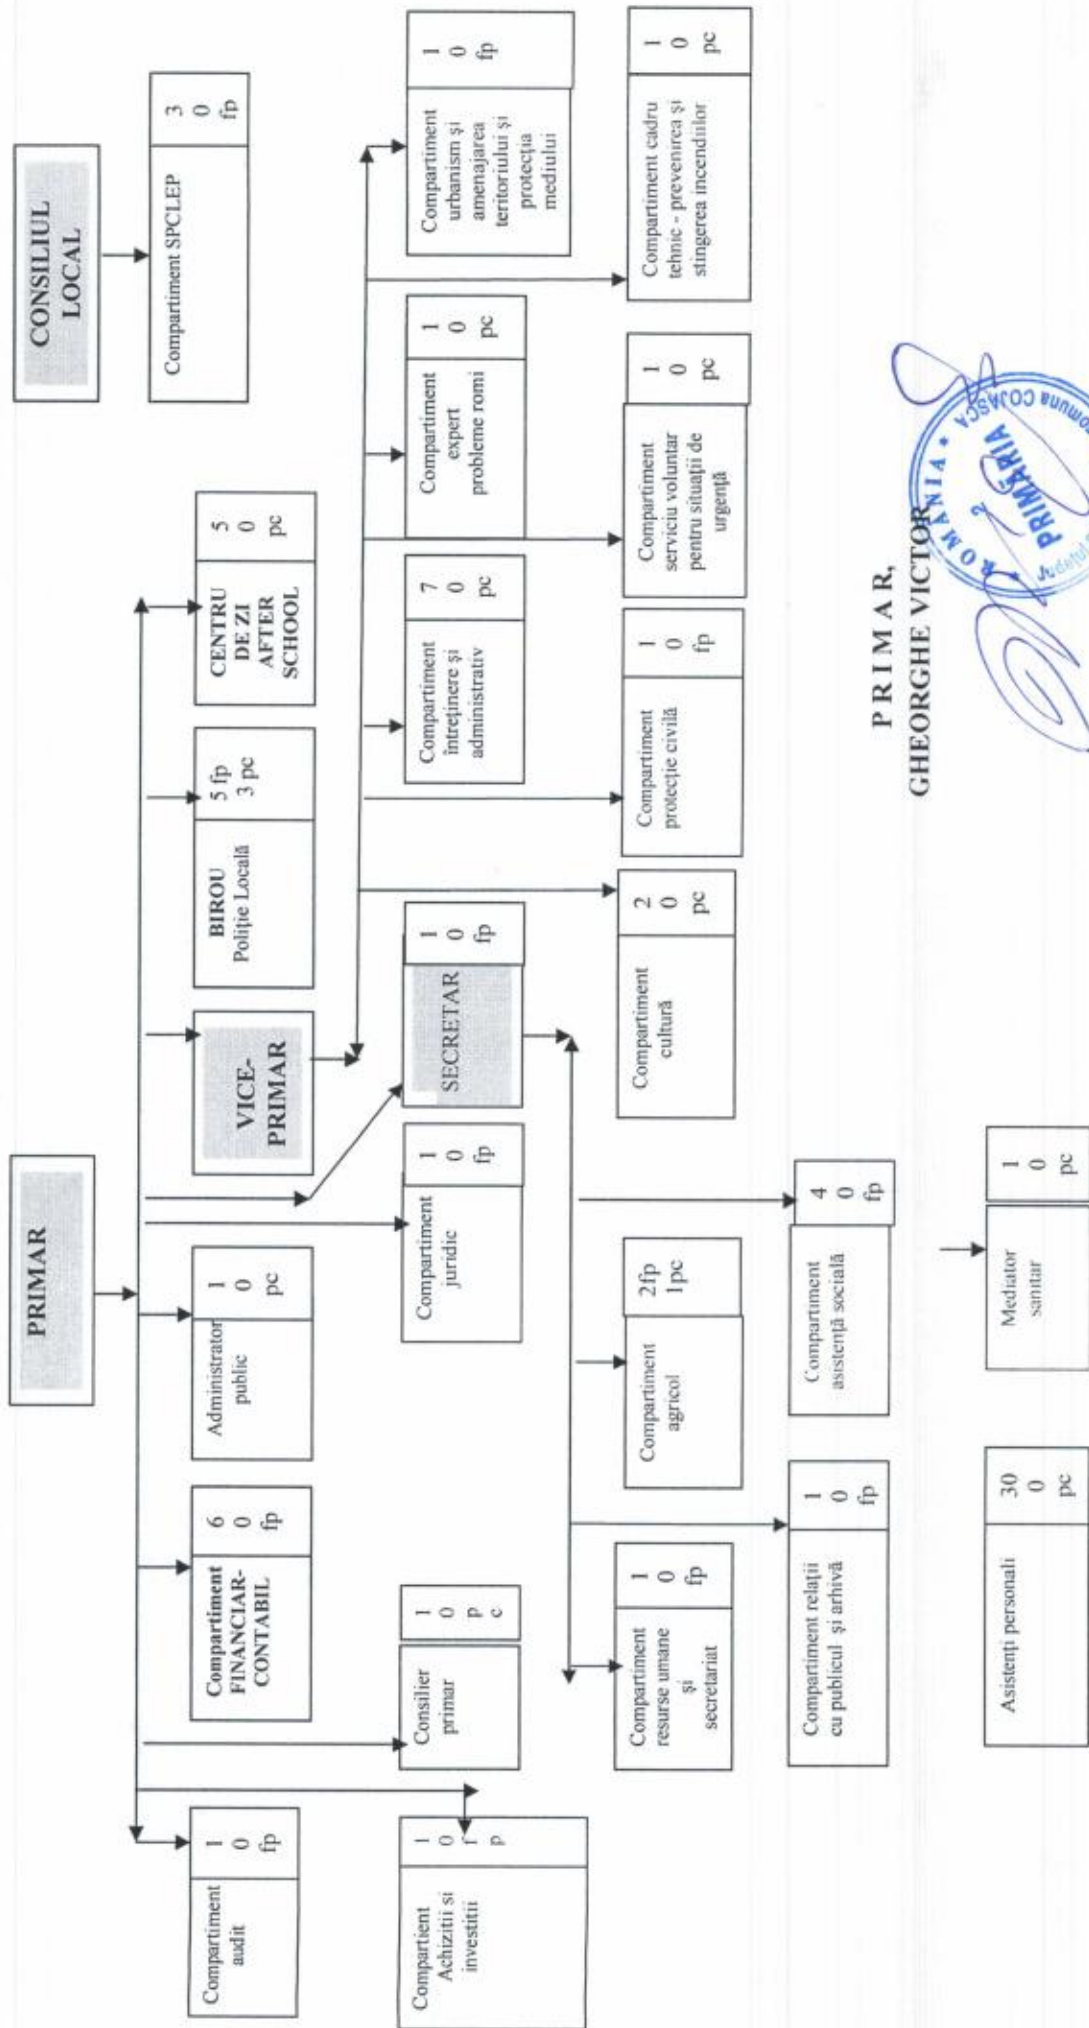 PRIMAR
CONSILIUL
LOCAL
Compartiment SPCLEP
3
0
fp
Compartiment
audit
1
0
fp
Compartiment
FINANCIAR-
CONTABIL
6
0
fp
Administrator
public
1
0
pc
VICE-
PRIMAR
BIROU
Poliție Locală
5 fp
3 pc
CENTRU
DE ZI
AFTER
SCHOOL
5
0
pc
Compartient
Achizitii si
investitii
1
0
f
p
Consilier
primar
1
0
p
c
Compartiment
juridic
1
0
fp
SECRETAR
1
0
fp
Compartiment
întreținere și
administrativ
7
0
pc
Compartiment
expert
probleme romi
1
0
pc
Compartiment
urbanism și
amenajarea
teritoriului și
protecția
mediului
1
0
fp
Compartiment
resurse umane
și
secretariat
1
0
fp
Compartiment
agricol
2fp
1pc
Compartiment
cultură
2
0
pc
Compartiment
protecție civilă
1
0
fp
Compartiment
serviciu voluntar
pentru situații de
urgență
1
0
pc
Compartiment cadru
tehnic - prevenirea și
stingerea incendiilor
1
0
pc
Compartiment relații
cu publicul și arhivă
1
0
fp
Compartiment
asistență socială
4
0
fp
Asistenți personali
30
0
pc
Mediator
sanitar
1
0
pc
P R I M A R,
GHEORGHE VICTOR
ROMÂNIA
comuna COJASCA
PRIMĂRIA
2